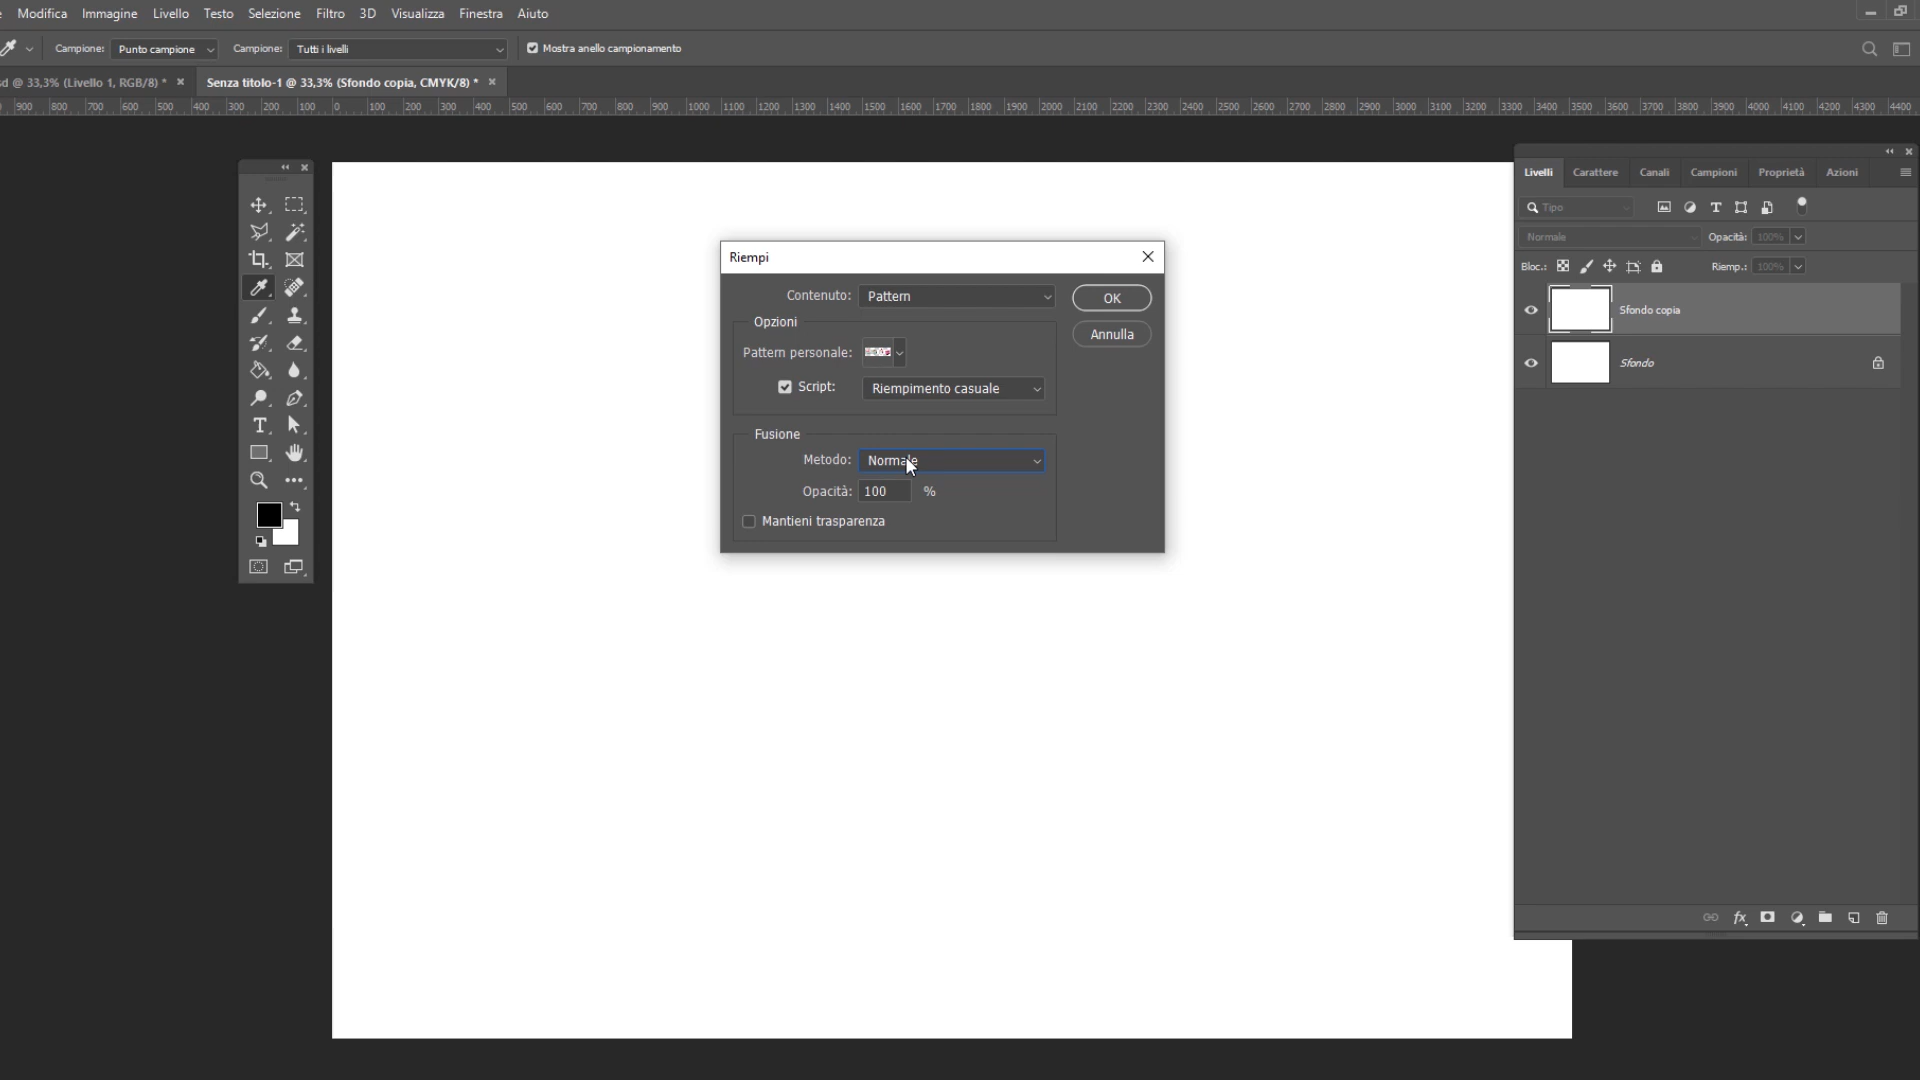 Modifica Immagine Livello Testo Selezione Filtro 3D Visualizza Finestra Aiuto
Campione: Punto campione Campione: Tutti i livelli Mostra anello campionamento
d @ 33,3% (Livello 1, RGB/8) * × Senza titolo-1 @ 33,3% (Sfondo copia, CMYK/8) * ×
900 800 700 600 500 400 300 200 100 0 100 200 300 400 500 600 700 800 900 1000 1100 1200 1300 1400 1500 1600 1700 1800 1900 2000 2100 2200 2300 2400 2500 2600 2700 2800 2900 3000 3100 3200 3300 3400 3500 3600 3700 3800 3900 4000 4100 4200 4300 4400
Livelli Carattere Canali Campioni Proprietà Azioni
Tipo
Normale Opacità: 100%
Bloc.: Riemp.: 100%
Sfondo copia
Sfondo
Riempi
Contenuto: Pattern OK
Opzioni
Annulla
Pattern personale:
Script: Riempimento casuale
Fusione
Metodo: Normale
Opacità: 100 %
Mantieni trasparenza
fx